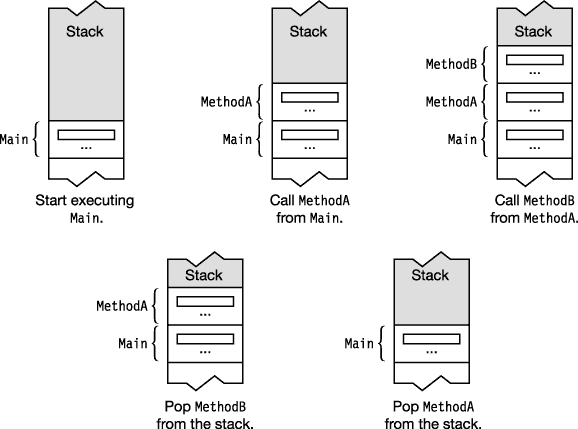 Stack
Main
...
Start executing
Main.
Stack
MethodA
...
Main
...
Call MethodA
from Main.
Stack
MethodB
...
MethodA
...
Main
...
Call MethodB
from MethodA.
Stack
MethodA
...
Main
...
Pop MethodB
from the stack.
Stack
Main
...
Pop MethodA
from the stack.